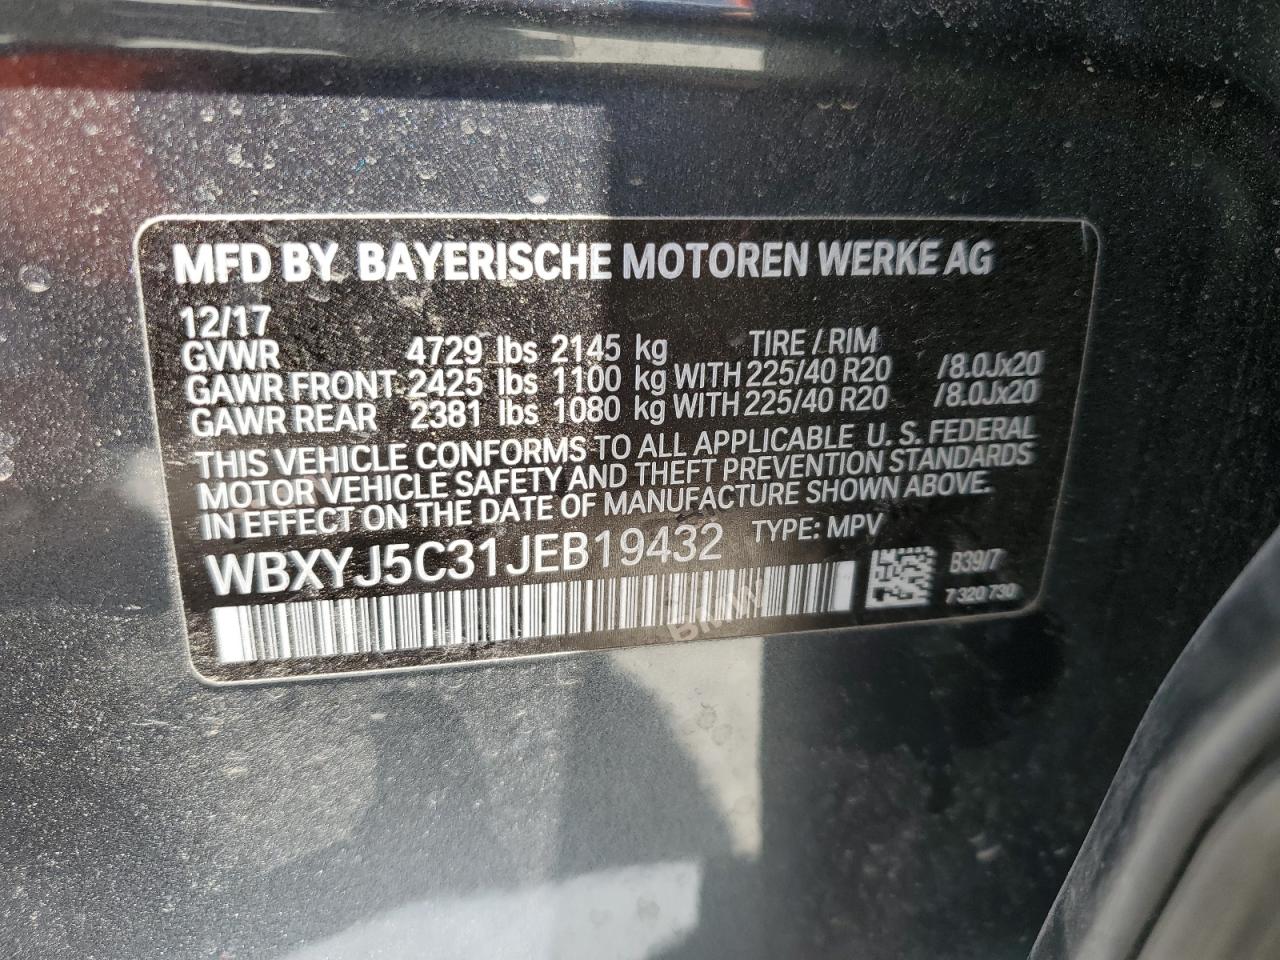 MFD BY BAYERISCHE MOTOREN WERKE AG
12/17
GVWR 4729 lbs 2145 kg TIRE / RIM
GAWR FRONT 2425 lbs 1100 kg WITH 225/40 R20 /8.0Jx20
GAWR REAR 2381 lbs 1080 kg WITH 225/40 R20 /8.0Jx20
THIS VEHICLE CONFORMS TO ALL APPLICABLE U. S. FEDERAL
MOTOR VEHICLE SAFETY AND THEFT PREVENTION STANDARDS
IN EFFECT ON THE DATE OF MANUFACTURE SHOWN ABOVE.
WBXYJ5C31JEB19432 TYPE: MPV
B39/7
7 320 730
BMW